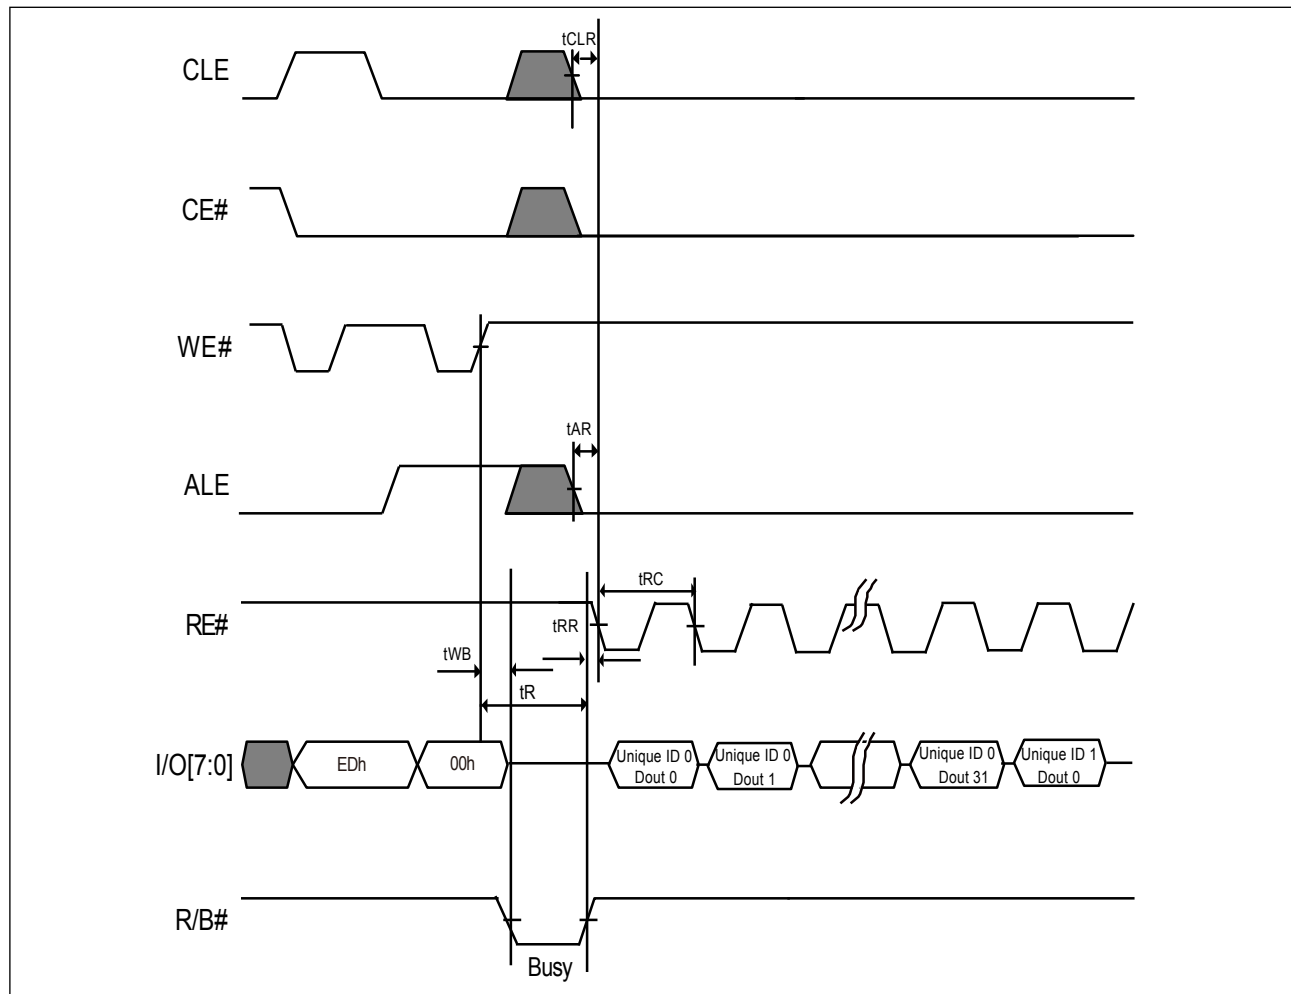 tCLR
CLE
CE#
WE#
tAR
ALE
tRC
RE#
tRR
tWB
tR
I/O[7:0]
EDh
00h
Unique ID 0
Dout 0
Unique ID 0
Dout 1
Unique ID 0
Dout 31
Unique ID 1
Dout 0
R/B#
Busy